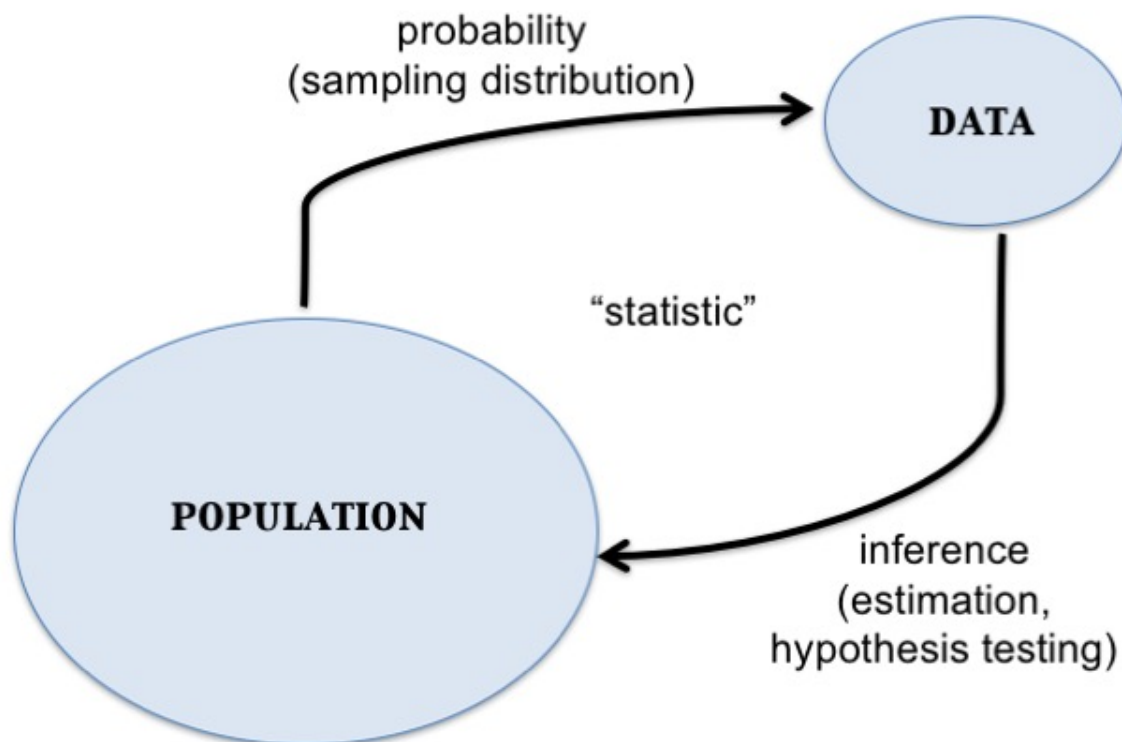 probability
(sampling distribution)
DATA
“statistic”
POPULATION
inference
(estimation,
hypothesis testing)